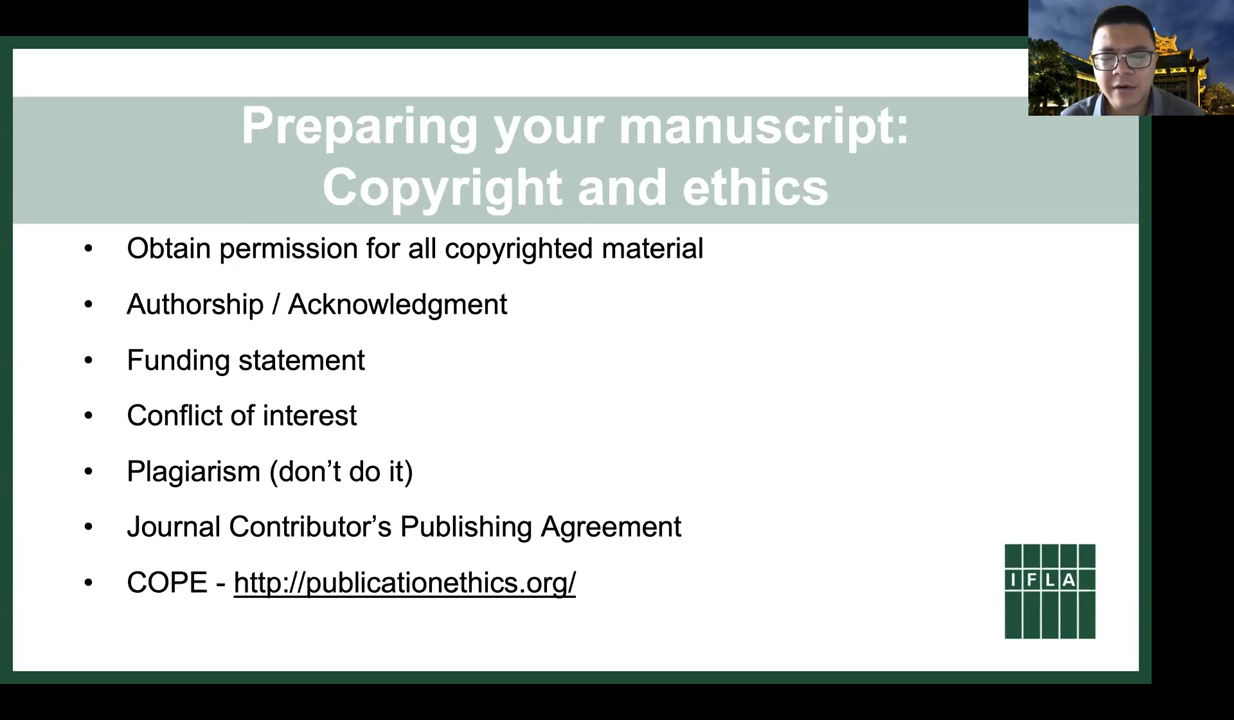 Preparing your manuscript:
Copyright and ethics
• Obtain permission for all copyrighted material
• Authorship / Acknowledgment
• Funding statement
• Conflict of interest
• Plagiarism (don’t do it)
• Journal Contributor’s Publishing Agreement
• COPE - http://publicationethics.org/
IFLA